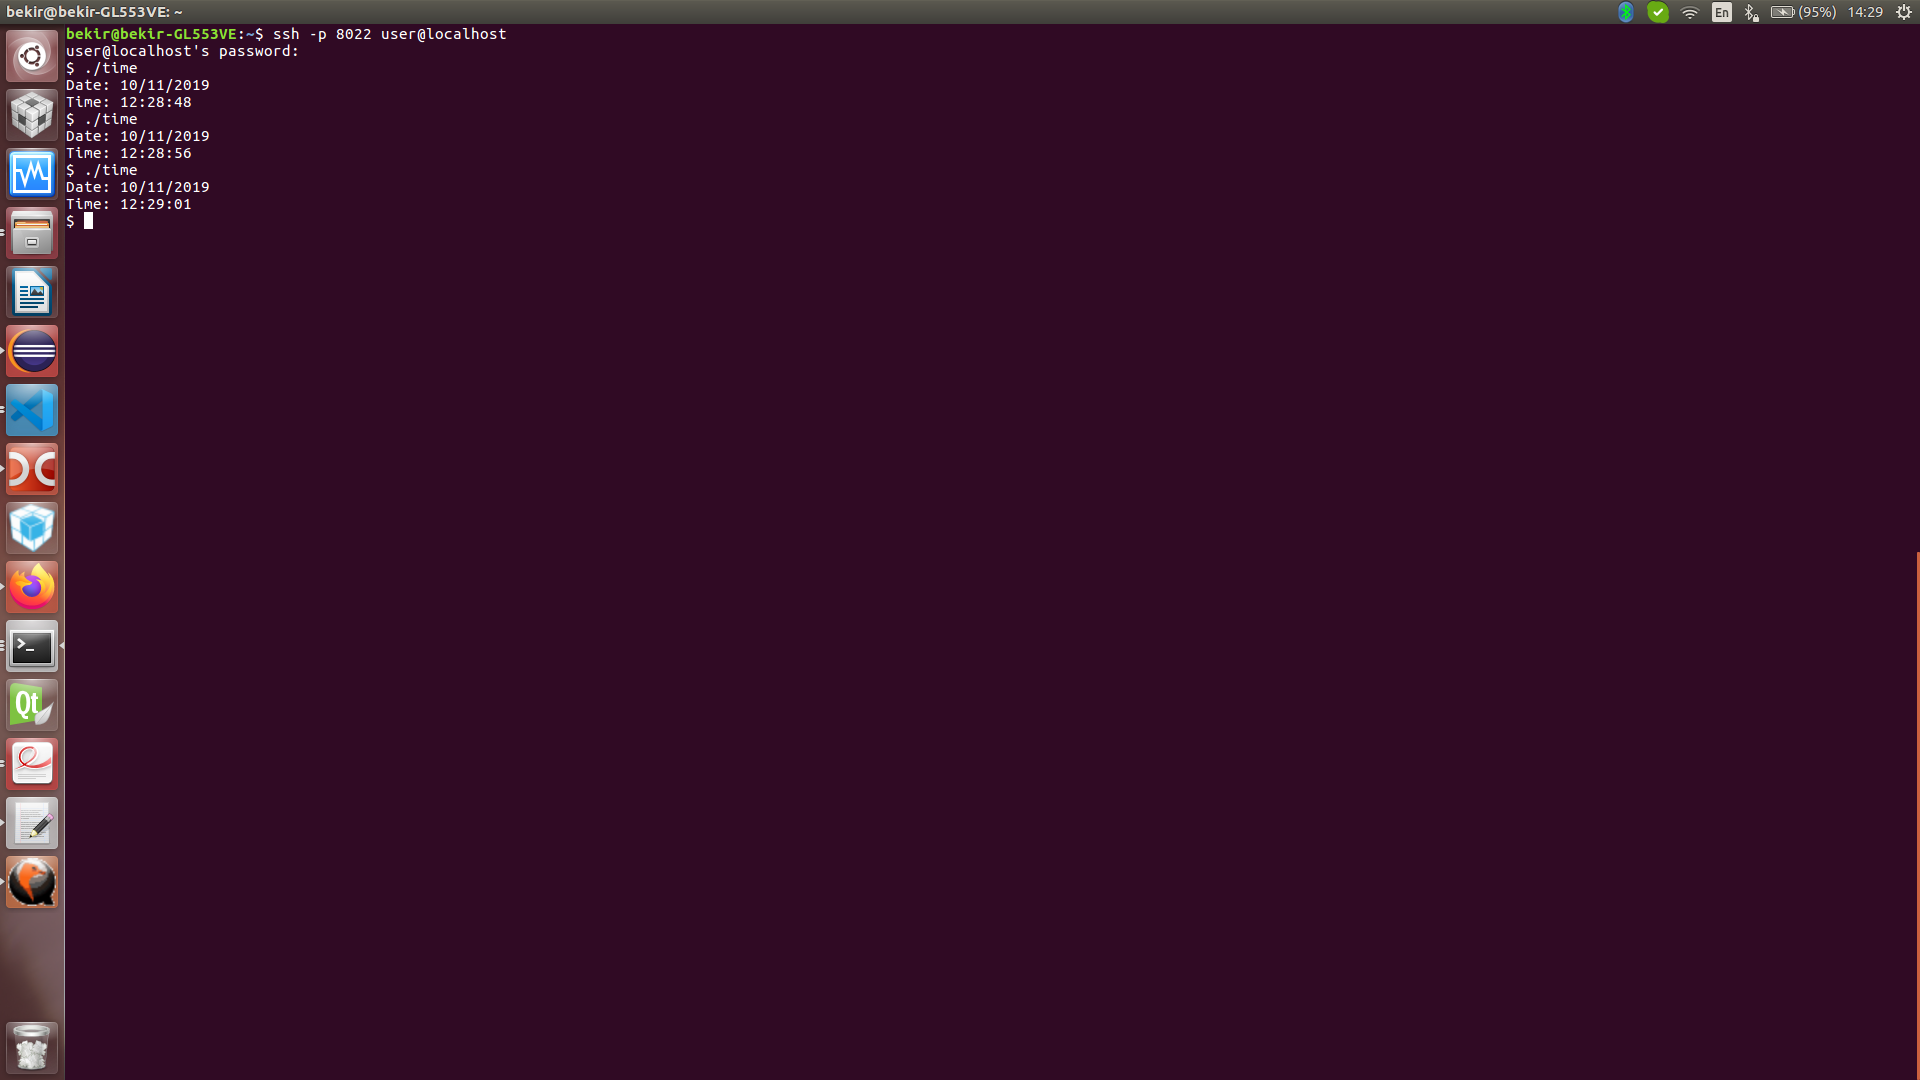 bekir@bekir-GL553VE: ~
En
(95%)
14:29
bekir@bekir-GL553VE:~$ ssh -p 8022 user@localhost
user@localhost's password:
$ ./time
Date: 10/11/2019
Time: 12:28:48
$ ./time
Date: 10/11/2019
Time: 12:28:56
$ ./time
Date: 10/11/2019
Time: 12:29:01
$
>_
Qt